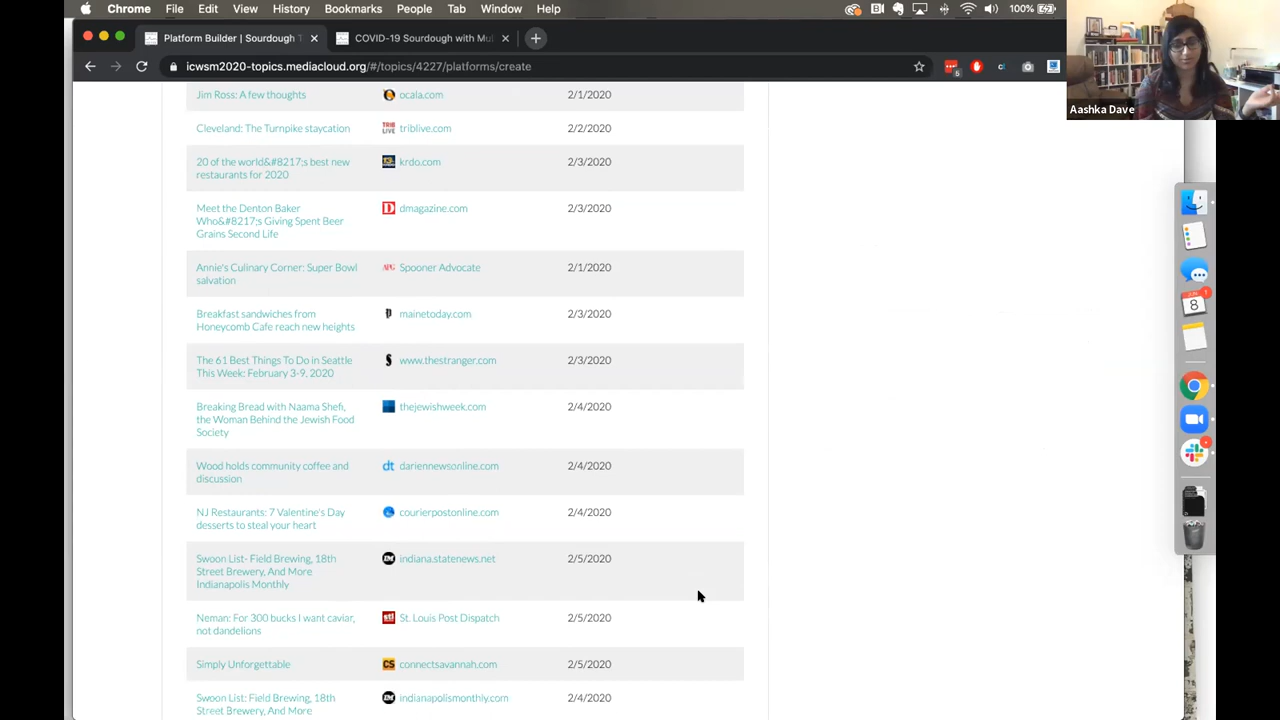 Chrome File Edit View History Bookmarks People Tab Window Help 100%
Platform Builder | Sourdough T COVID-19 Sourdough with Mul
icwsm2020-topics.mediacloud.org/#/topics/4227/platforms/create
Aashka Dave
Jim Ross: A few thoughts ocala.com 2/1/2020
Cleveland: The Turnpike staycation triblive.com 2/2/2020
20 of the world&#8217;s best new krdo.com 2/3/2020
restaurants for 2020
Meet the Denton Baker dmagazine.com 2/3/2020
Who&#8217;s Giving Spent Beer
Grains Second Life
Annie's Culinary Corner: Super Bowl Spooner Advocate 2/1/2020
salvation
Breakfast sandwiches from mainetoday.com 2/3/2020
Honeycomb Cafe reach new heights
The 61 Best Things To Do in Seattle www.thestranger.com 2/3/2020
This Week: February 3-9, 2020
Breaking Bread with Naama Shefi, thejewishweek.com 2/4/2020
the Woman Behind the Jewish Food
Society
Wood holds community coffee and dt dariennewsonline.com 2/4/2020
discussion
NJ Restaurants: 7 Valentine's Day courierpostonline.com 2/4/2020
desserts to steal your heart
Swoon List- Field Brewing, 18th IM indiana.statenews.net 2/5/2020
Street Brewery, And More
Indianapolis Monthly
Neman: For 300 bucks I want caviar, stl St. Louis Post Dispatch 2/5/2020
not dandelions
Simply Unforgettable CS connectsavannah.com 2/5/2020
Swoon List: Field Brewing, 18th IM indianapolismonthly.com 2/4/2020
Street Brewery, And More
JUN
8